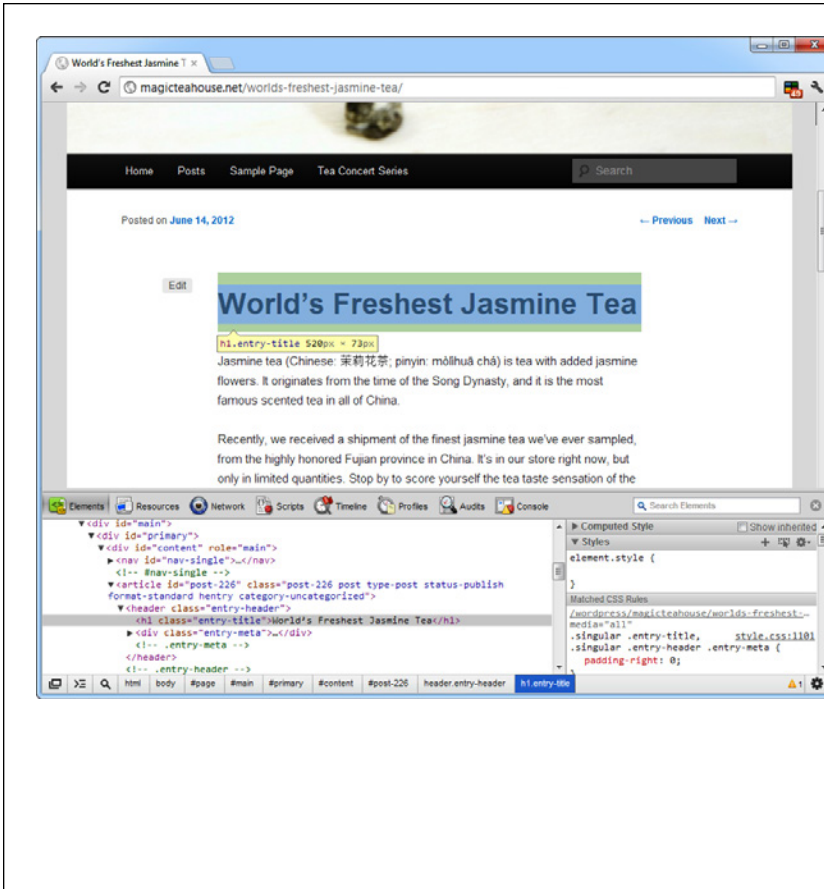 World's Freshest Jasmine T ×
magicteahouse.net/worlds-freshest-jasmine-tea/
Home Posts Sample Page Tea Concert Series Search
Posted on June 14, 2012 ← Previous Next →
Edit
World's Freshest Jasmine Tea
h1.entry-title 520px × 73px
Jasmine tea (Chinese: 茉莉花茶; pinyin: mòlìhuā chá) is tea with added jasmine
flowers. It originates from the time of the Song Dynasty, and it is the most
famous scented tea in all of China.
Recently, we received a shipment of the finest jasmine tea we've ever sampled,
from the highly honored Fujian province in China. It's in our store right now, but
only in limited quantities. Stop by to score yourself the tea taste sensation of the
Elements Resources Network Scripts Timeline Profiles Audits Console Search Elements
▼<div id="main">
▼<div id="primary">
▼<div id="content" role="main">
▶<nav id="nav-single">…</nav>
<!-- #nav-single -->
▼<article id="post-226" class="post-226 post type-post status-publish
format-standard hentry category-uncategorized">
▼<header class="entry-header">
<h1 class="entry-title">World's Freshest Jasmine Tea</h1>
▶<div class="entry-meta">…</div>
<!-- .entry-meta -->
</header>
<!-- .entry-header -->
▶ Computed Style Show inherited
▼ Styles
element.style {
}
Matched CSS Rules
/wordpress/magicteahouse/worlds-freshest-…
media="all"
.singular .entry-title, style.css:1101
.singular .entry-header .entry-meta {
padding-right: 0;
}
html body #page #main #primary #content #post-226 header.entry-header h1.entry-title 1